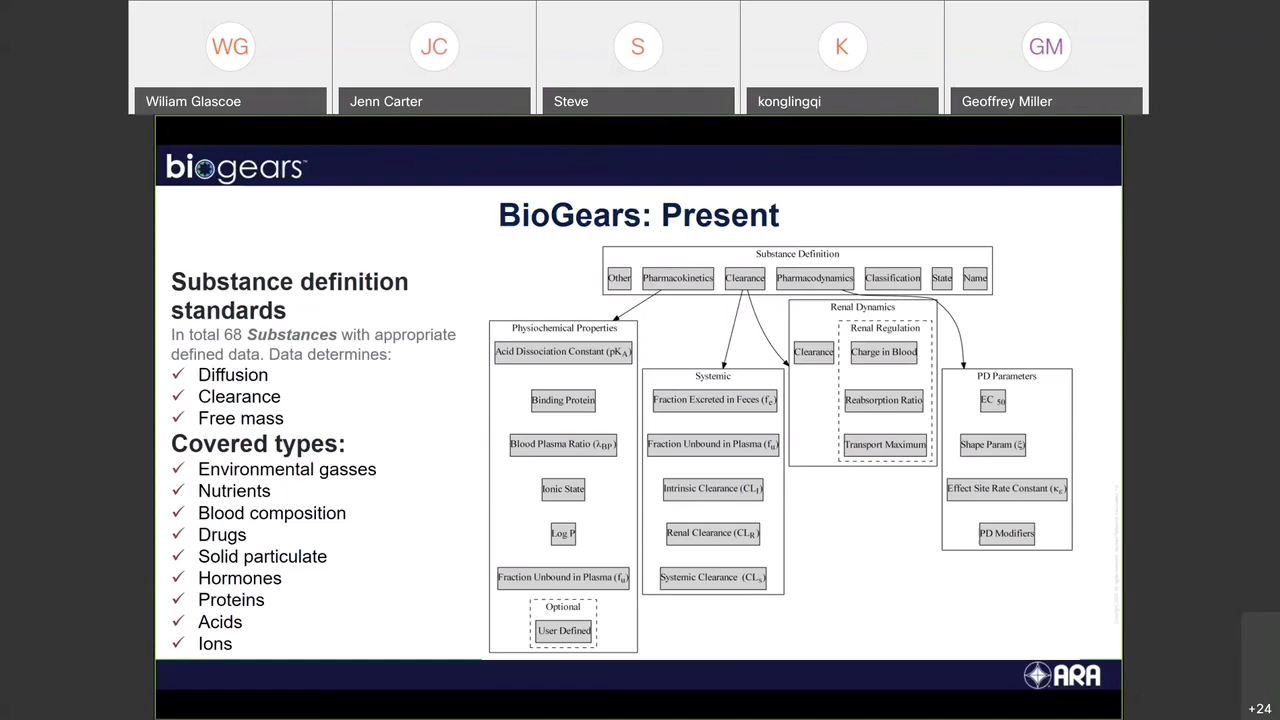 WG
JC
S
K
GM
Wiliam Glascoe
Jenn Carter
Steve
konglingqi
Geoffrey Miller
biogears™
BioGears: Present
Substance definition
standards
In total 68 Substances with appropriate
defined data. Data determines:
✓ Diffusion
✓ Clearance
✓ Free mass
Covered types:
✓ Environmental gasses
✓ Nutrients
✓ Blood composition
✓ Drugs
✓ Solid particulate
✓ Hormones
✓ Proteins
✓ Acids
✓ Ions
Substance Definition
Other
Pharmacokinetics
Clearance
Pharmacodynamics
Classification
State
Name
Physiochemical Properties
Acid Dissociation Constant (pKA)
Binding Protein
Blood Plasma Ratio (λBP)
Ionic State
Log P
Fraction Unbound in Plasma (fu)
Optional
User Defined
Systemic
Fraction Excreted in Feces (fe)
Fraction Unbound in Plasma (fu)
Intrinsic Clearance (CLI)
Renal Clearance (CLR)
Systemic Clearance (CLs)
Renal Dynamics
Clearance
Renal Regulation
Charge in Blood
Reabsorption Ratio
Transport Maximum
PD Parameters
EC 50
Shape Param (ξ)
Effect Site Rate Constant (κe)
PD Modifiers
ARA
+24